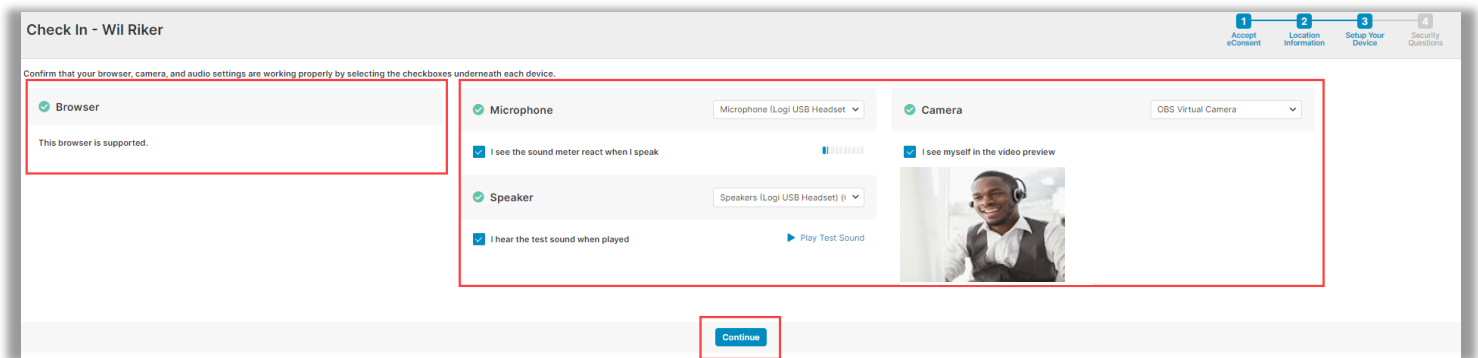 Check In - Wil Riker
1 2 3 4
Accept eConsent
Location Information
Setup Your Device
Security Questions
Confirm that your browser, camera, and audio settings are working properly by selecting the checkboxes underneath each device.
Browser
This browser is supported.
Microphone
Microphone (Logi USB Headset
I see the sound meter react when I speak
Speaker
Speakers (Logi USB Headset) (
I hear the test sound when played
Play Test Sound
Camera
OBS Virtual Camera
I see myself in the video preview
Continue